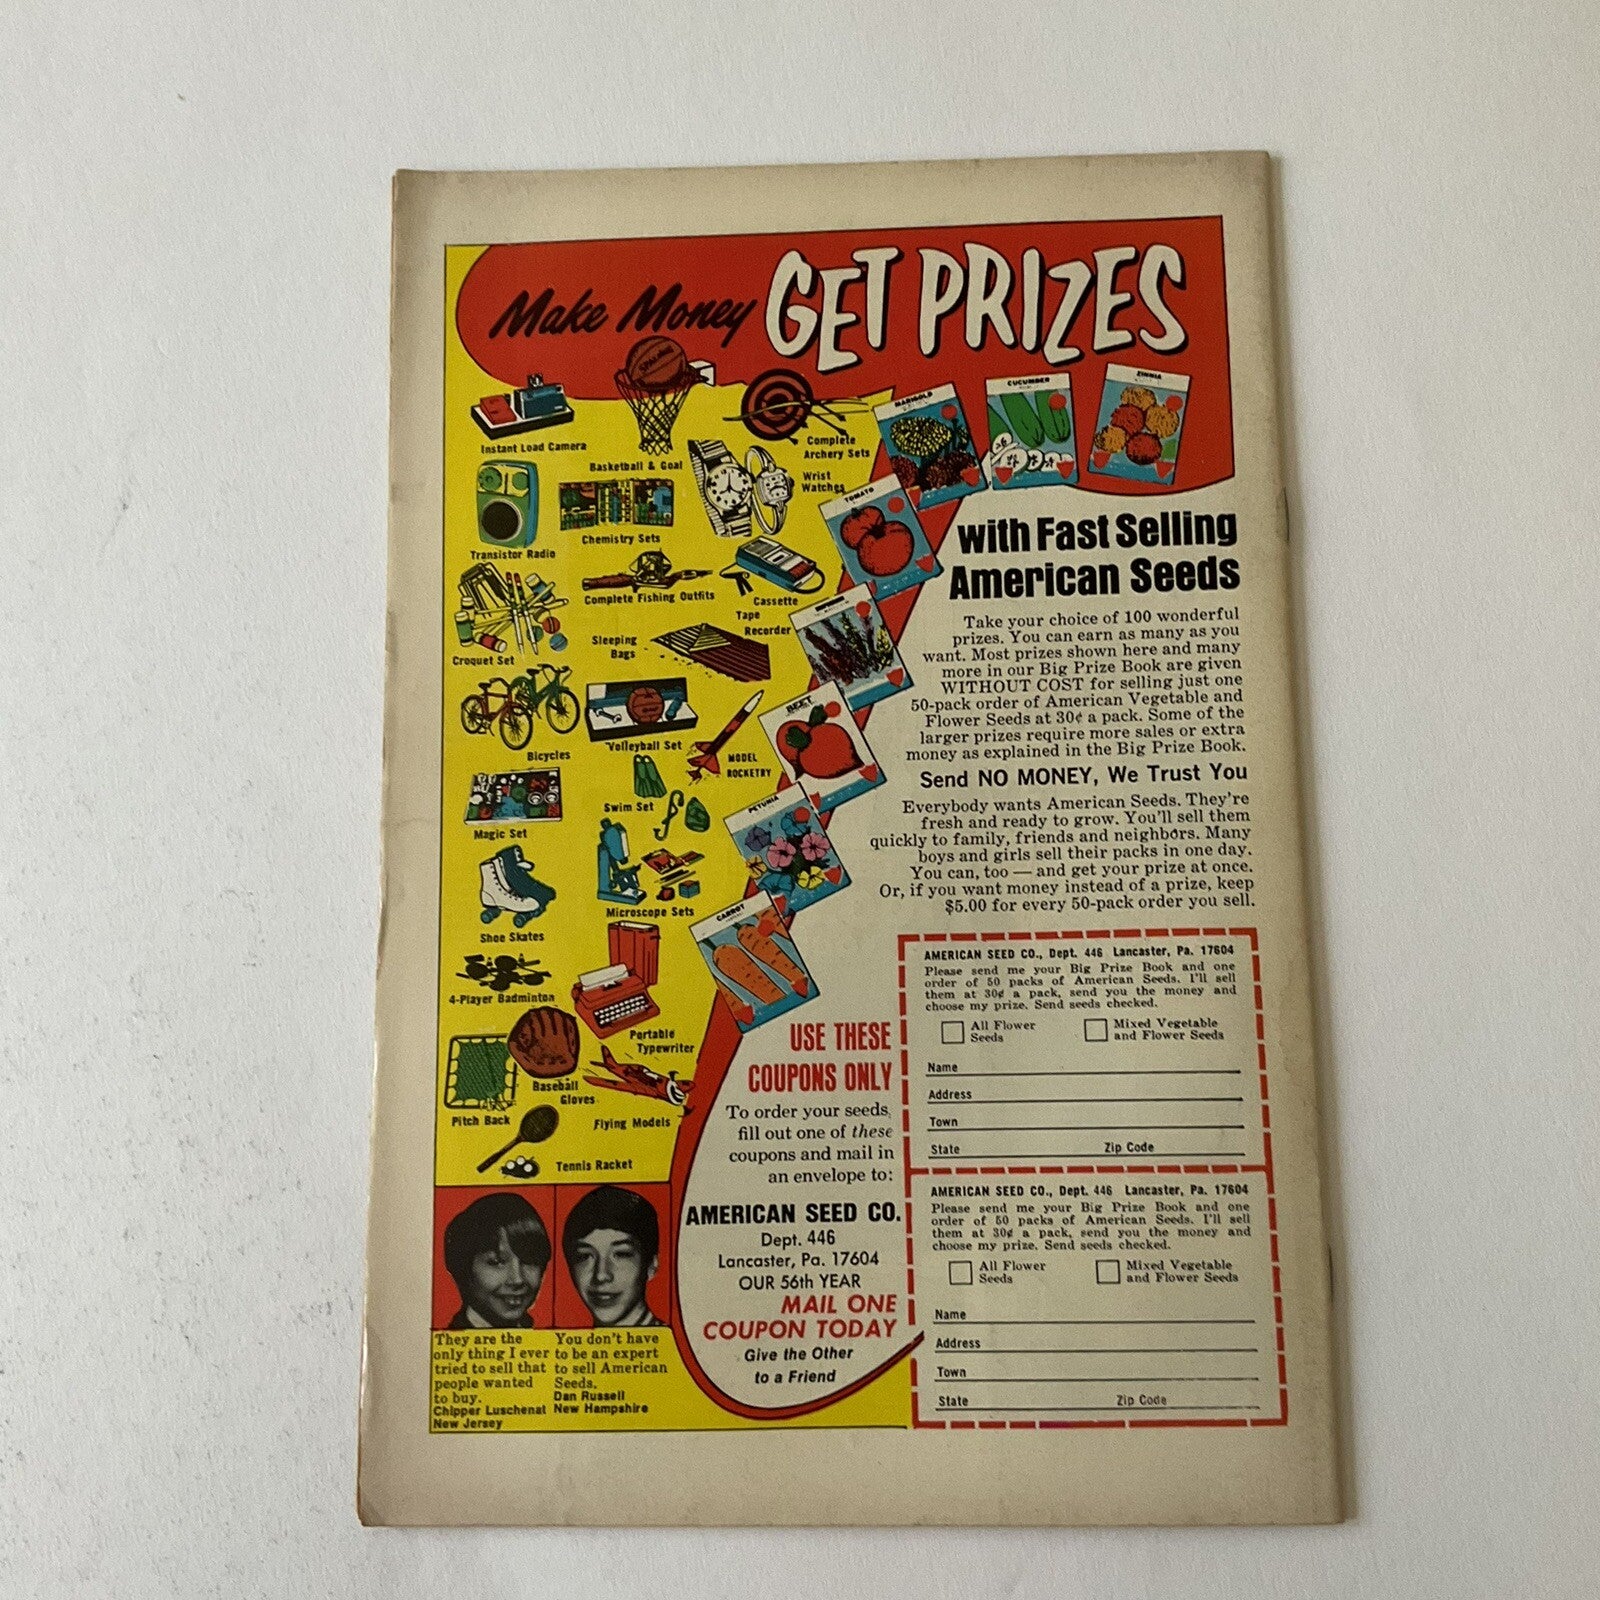 Make Money GET PRIZES
SPALDING
Instant Load Camera
Basketball & Goal
Complete
Archery Sets
Wrist
Watches
Transistor Radio
Chemistry Sets
Complete Fishing Outfits
Cassette
Tape
Recorder
Croquet Set
Sleeping
Bags
Bicycles
Volleyball Set
MODEL
ROCKETRY
Swim Set
Magic Set
Microscope Sets
Shoe Skates
4-Player Badminton
Portable
Typewriter
Baseball
Gloves
Pitch Back
Flying Models
Tennis Racket
MARIGOLD
CUCUMBER
ZINNIA
TOMATO
BEET
PETUNIA
CARROT
with Fast Selling
American Seeds
Take your choice of 100 wonderful
prizes. You can earn as many as you
want. Most prizes shown here and many
more in our Big Prize Book are given
WITHOUT COST for selling just one
50-pack order of American Vegetable and
Flower Seeds at 30¢ a pack. Some of the
larger prizes require more sales or extra
money as explained in the Big Prize Book.
Send NO MONEY, We Trust You
Everybody wants American Seeds. They're
fresh and ready to grow. You'll sell them
quickly to family, friends and neighbors. Many
boys and girls sell their packs in one day.
You can, too — and get your prize at once.
Or, if you want money instead of a prize, keep
$5.00 for every 50-pack order you sell.
USE THESE
COUPONS ONLY
To order your seeds,
fill out one of these
coupons and mail in
an envelope to:
AMERICAN SEED CO.
Dept. 446
Lancaster, Pa. 17604
OUR 56th YEAR
MAIL ONE
COUPON TODAY
Give the Other
to a Friend
AMERICAN SEED CO., Dept. 446 Lancaster, Pa. 17604
Please send me your Big Prize Book and one
order of 50 packs of American Seeds. I'll sell
them at 30¢ a pack, send you the money and
choose my prize. Send seeds checked.
All Flower
Seeds
Mixed Vegetable
and Flower Seeds
Name
Address
Town
State Zip Code
AMERICAN SEED CO., Dept. 446 Lancaster, Pa. 17604
Please send me your Big Prize Book and one
order of 50 packs of American Seeds. I'll sell
them at 30¢ a pack, send you the money and
choose my prize. Send seeds checked.
All Flower
Seeds
Mixed Vegetable
and Flower Seeds
Name
Address
Town
State Zip Code
They are the
only thing I ever
tried to sell that
people wanted
to buy.
Chipper Luschenat
New Jersey
You don't have
to be an expert
to sell American
Seeds.
Dan Russell
New Hampshire